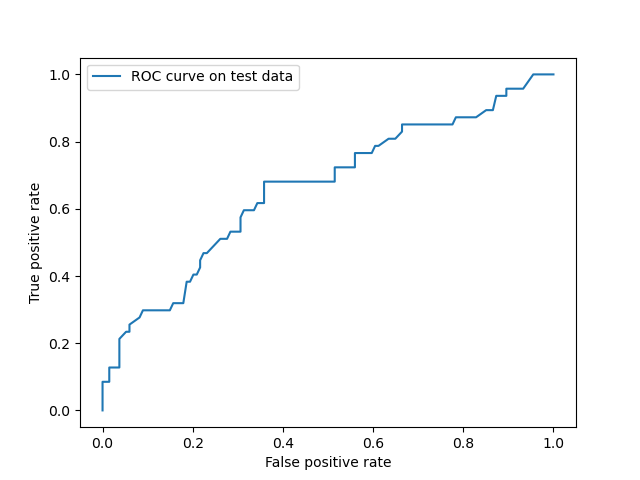 ROC curve on test data
True positive rate
1.0
0.8
0.6
0.4
0.2
0.0
0.0 0.2 0.4 0.6 0.8 1.0
False positive rate